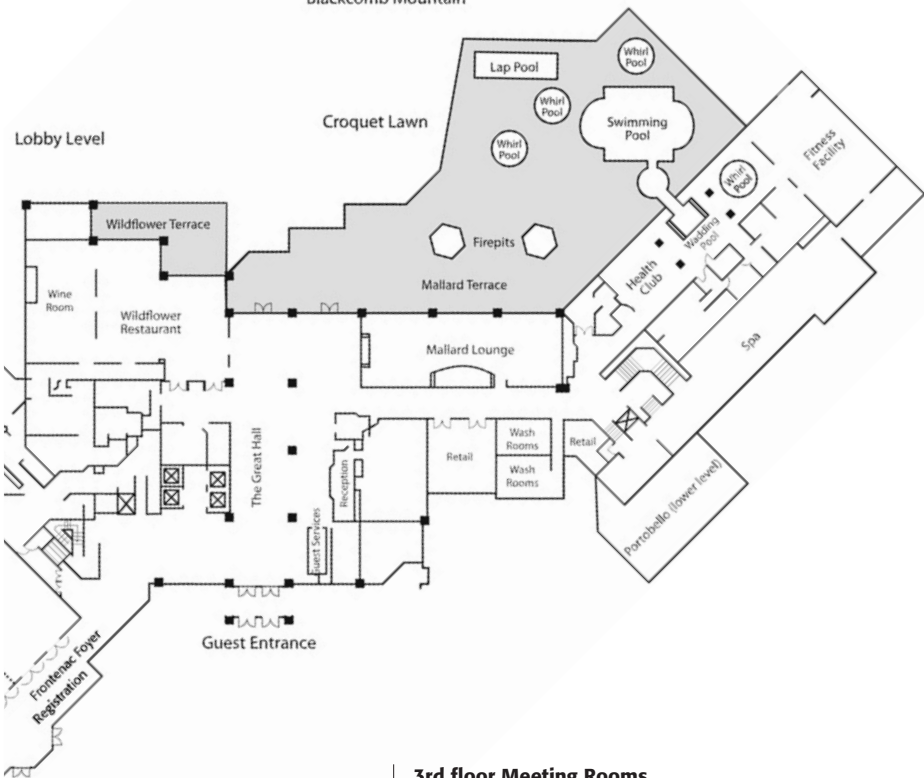 Blackcomb Mountain
Whirl
Pool
Lap Pool
Whirl
Pool
Swimming
Pool
Croquet Lawn
Lobby Level
Whirl
Pool
Fitness
Facility
Whirl
Pool
Wildflower Terrace
Firepits
Wadding
Pool
Health
Club
Mallard Terrace
Wine
Room
Wildflower
Restaurant
Mallard Lounge
Spa
The Great Hall
Retail
Wash
Rooms
Wash
Rooms
Retail
Reception
Portobello (lower level)
Guest Services
Guest Entrance
Frontenac Foyer
Registration
3rd floor Meeting Rooms